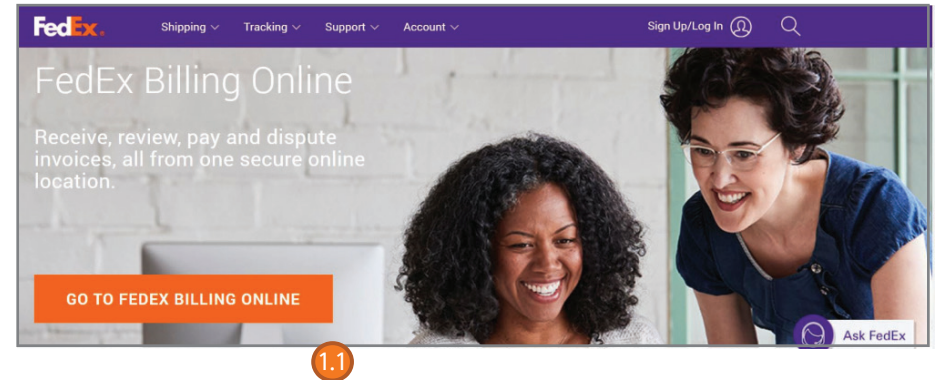 FedEx®
Shipping Tracking Support Account Sign Up/Log In
FedEx Billing Online
Receive, review, pay and dispute
invoices, all from one secure online
location.
GO TO FEDEX BILLING ONLINE
Ask FedEx
1.1